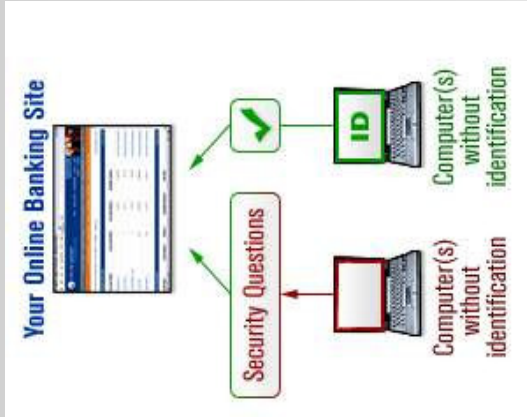 Your Online Banking Site
Security Questions
ID
Computer(s)
without
identification
Computer(s)
without
identification